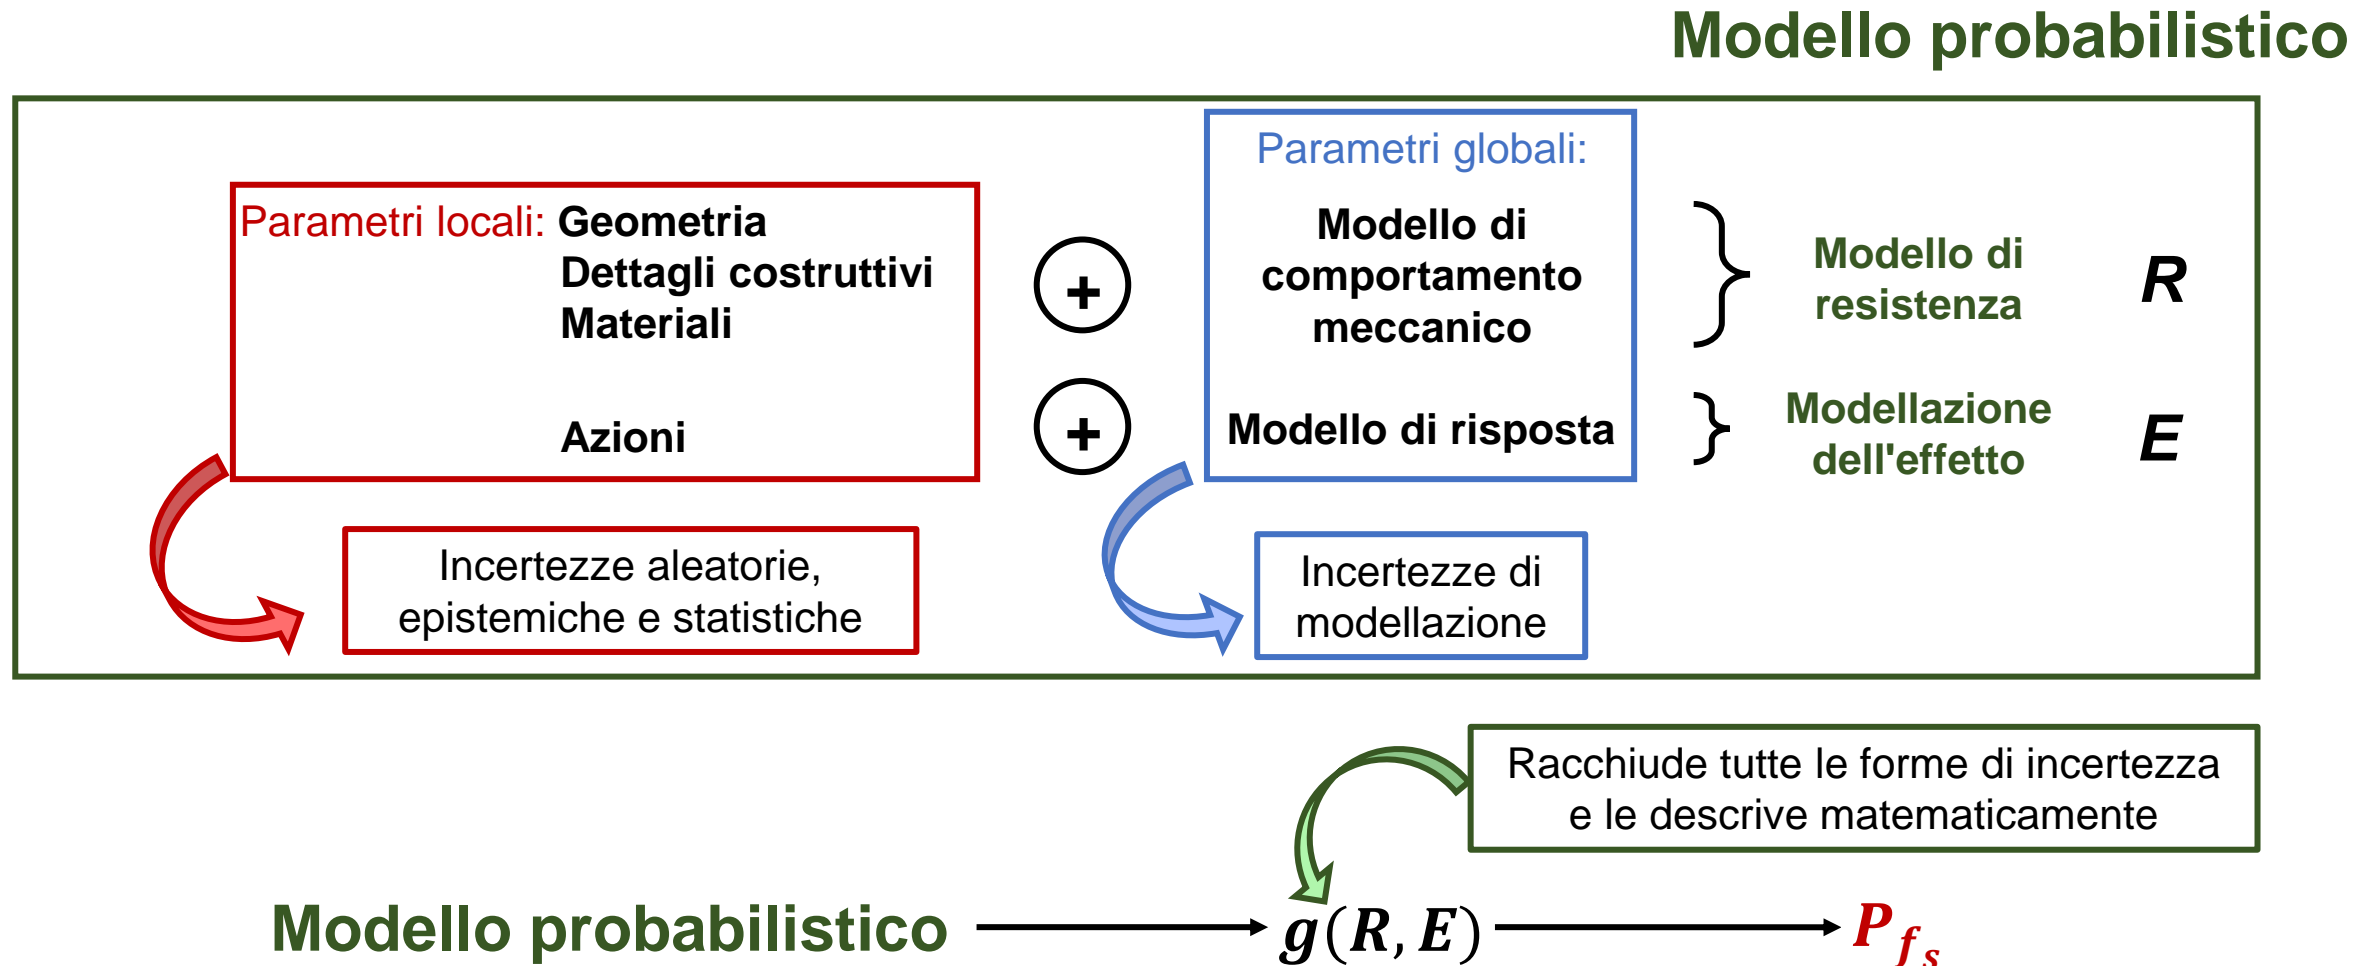 Modello probabilistico
Parametri locali: Geometria
Dettagli costruttivi
Materiali
Azioni
+
+
Parametri globali:
Modello di
comportamento
meccanico
Modello di risposta
Modello di
resistenza
R
Modellazione
dell'effetto
E
Incertezze aleatorie,
epistemiche e statistiche
Incertezze di
modellazione
Racchiude tutte le forme di incertezza
e le descrive matematicamente
Modello probabilistico
g(R, E)
P_{f_s}